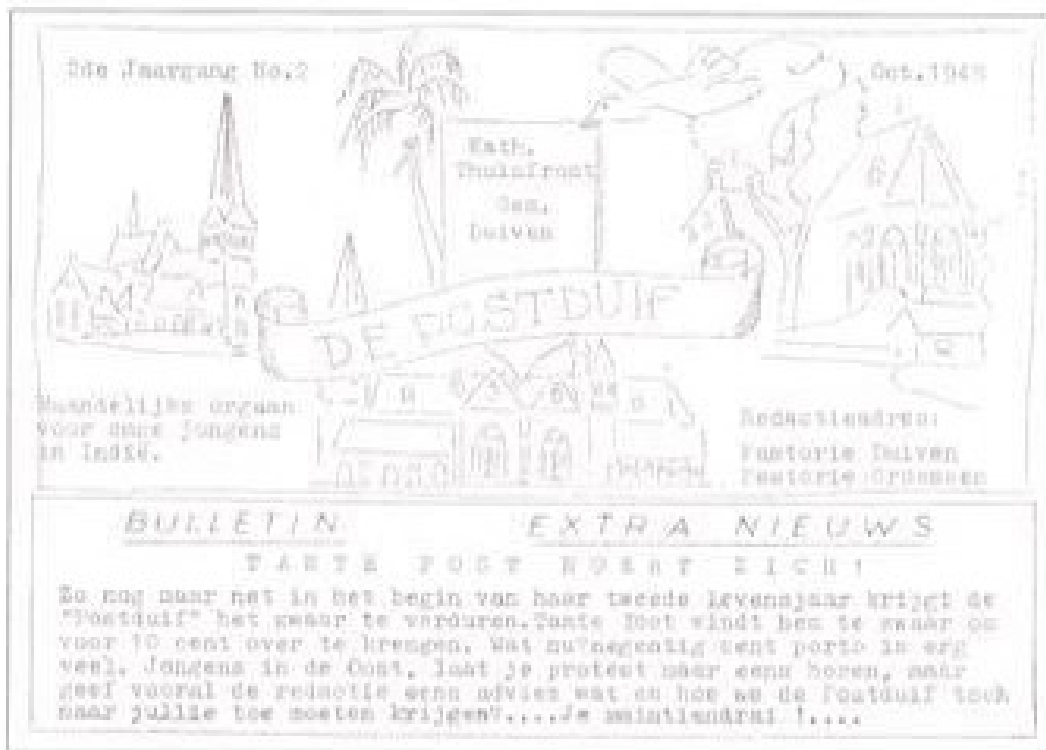 2de Jaargang No.2
Oct.1948
Kath.
Thuisfront
Gem.
Duiven
DE POSTDUIF
Maandelijks orgaan
voor onze jongens
in Indië.
Redactieadres:
Pastorie Duiven
Pastorie Groessen
BULLETIN EXTRA NIEUWS
TANTE POST ROERT ZICH!
Zo nog maar net in het begin van haar tweede levensjaar krijgt de
"Postduif" het zwaar te verduren.Tante Post vindt hen te zwaar om
voor 10 cent over te brengen. Wat nu?negentig cent porto is erg
veel. Jongens in de Oost, laat je protest maar eens horen, maar
geef vooral de redactie eens advies wat en hoe we de Postduif toch
naar jullie toe moeten krijgen?....Je maintiendrai !....